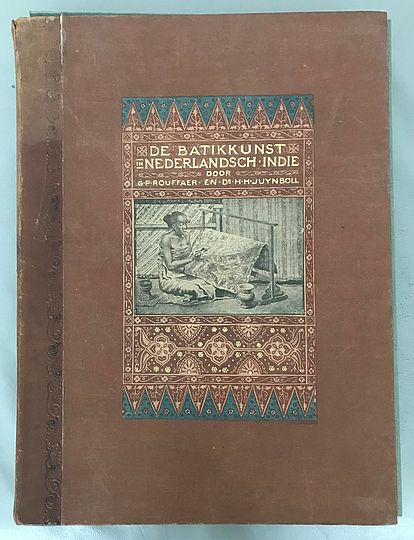 DE BATIKKUNST
IN NEDERLANDSCH·INDIE
DOOR
G·P·ROUFFAER·EN·DR·H·H·JUYNBOLL